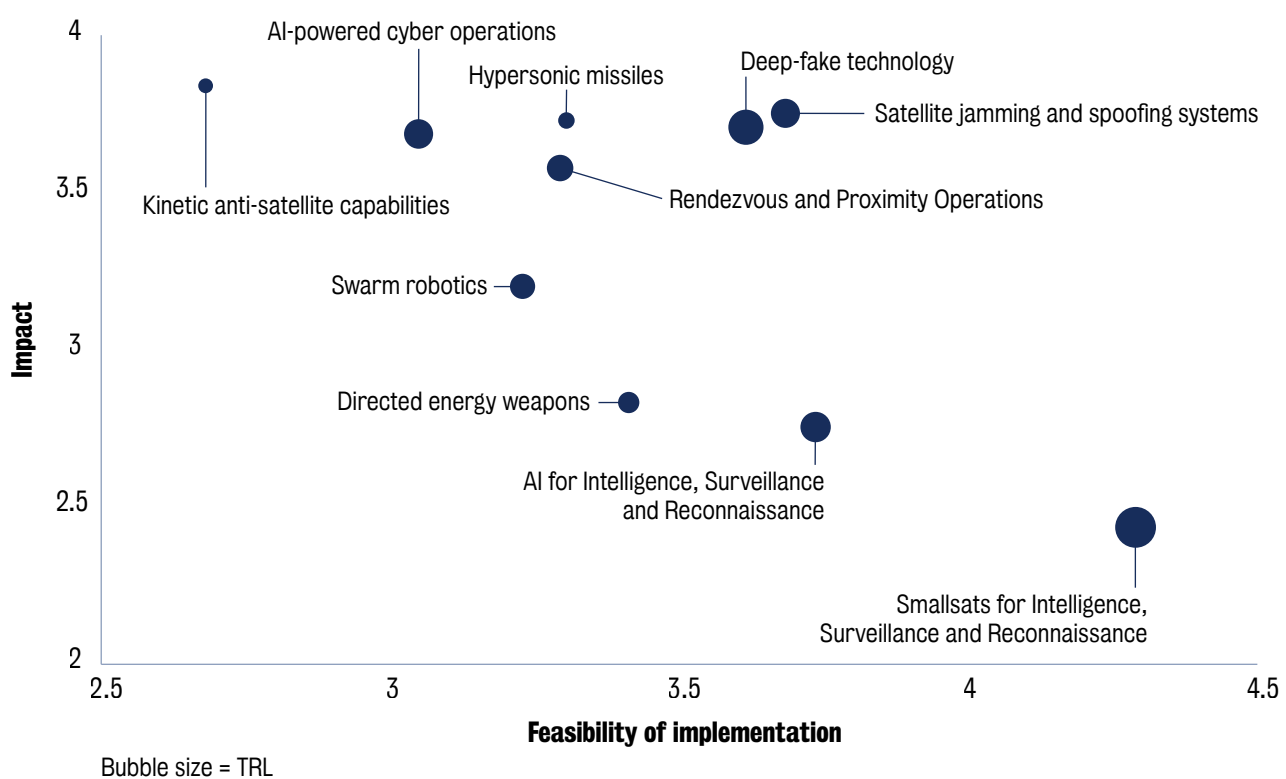 4
AI-powered cyber operations
Hypersonic missiles
Deep-fake technology
Satellite jamming and spoofing systems
3.5
Kinetic anti-satellite capabilities
Rendezvous and Proximity Operations
Swarm robotics
Impact
3
Directed energy weapons
AI for Intelligence, Surveillance
and Reconnaissance
2.5
Smallsats for Intelligence,
Surveillance and Reconnaissance
2
2.5 3 3.5 4 4.5
Feasibility of implementation
Bubble size = TRL